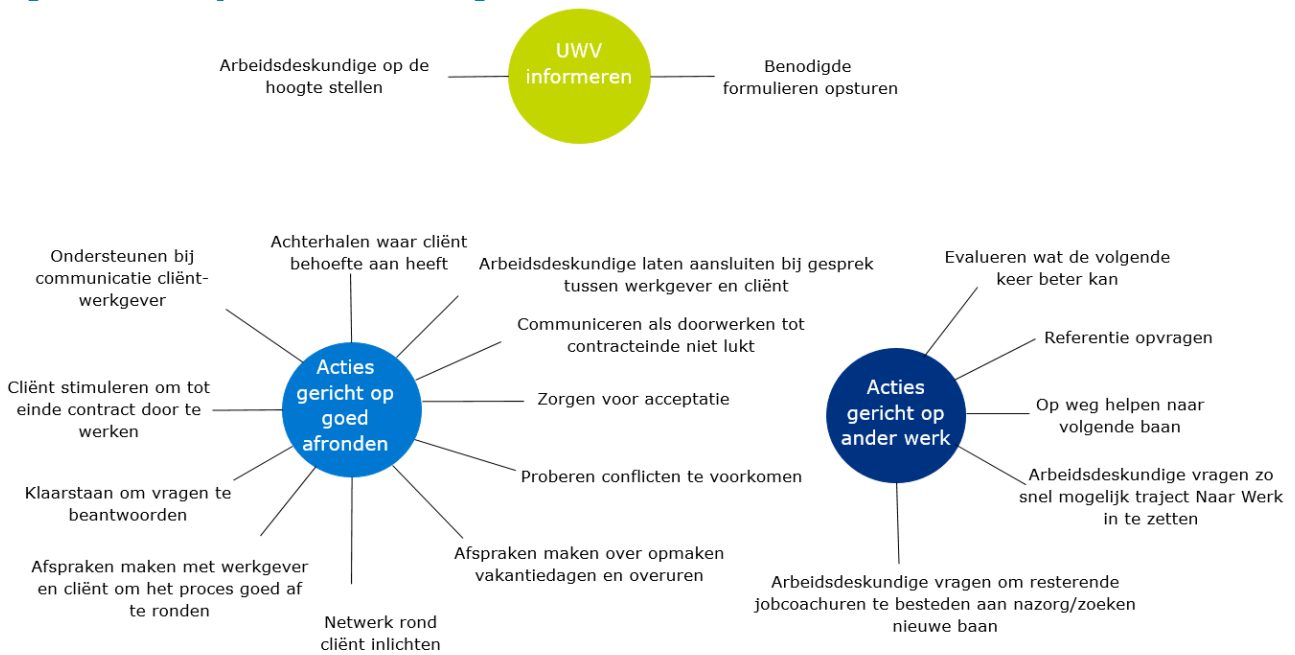 UWV
informeren
Arbeidsdeskundige op de
hoogte stellen
Benodigde
formulieren opsturen
Acties
gericht op
goed
afronden
Ondersteunen bij
communicatie cliënt-
werkgever
Achterhalen waar cliënt
behoefte aan heeft
Arbeidsdeskundige laten aansluiten bij gesprek
tussen werkgever en cliënt
Communiceren als doorwerken tot
contracteinde niet lukt
Zorgen voor acceptatie
Proberen conflicten te voorkomen
Afspraken maken over opmaken
vakantiedagen en overuren
Netwerk rond
cliënt inlichten
Afspraken maken met werkgever
en cliënt om het proces goed af
te ronden
Klaarstaan om vragen te
beantwoorden
Cliënt stimuleren om tot
einde contract door te
werken
Acties
gericht op
ander werk
Evalueren wat de volgende
keer beter kan
Referentie opvragen
Op weg helpen naar
volgende baan
Arbeidsdeskundige vragen zo
snel mogelijk traject Naar Werk
in te zetten
Arbeidsdeskundige vragen om resterende
jobcoachuren te besteden aan nazorg/zoeken
nieuwe baan